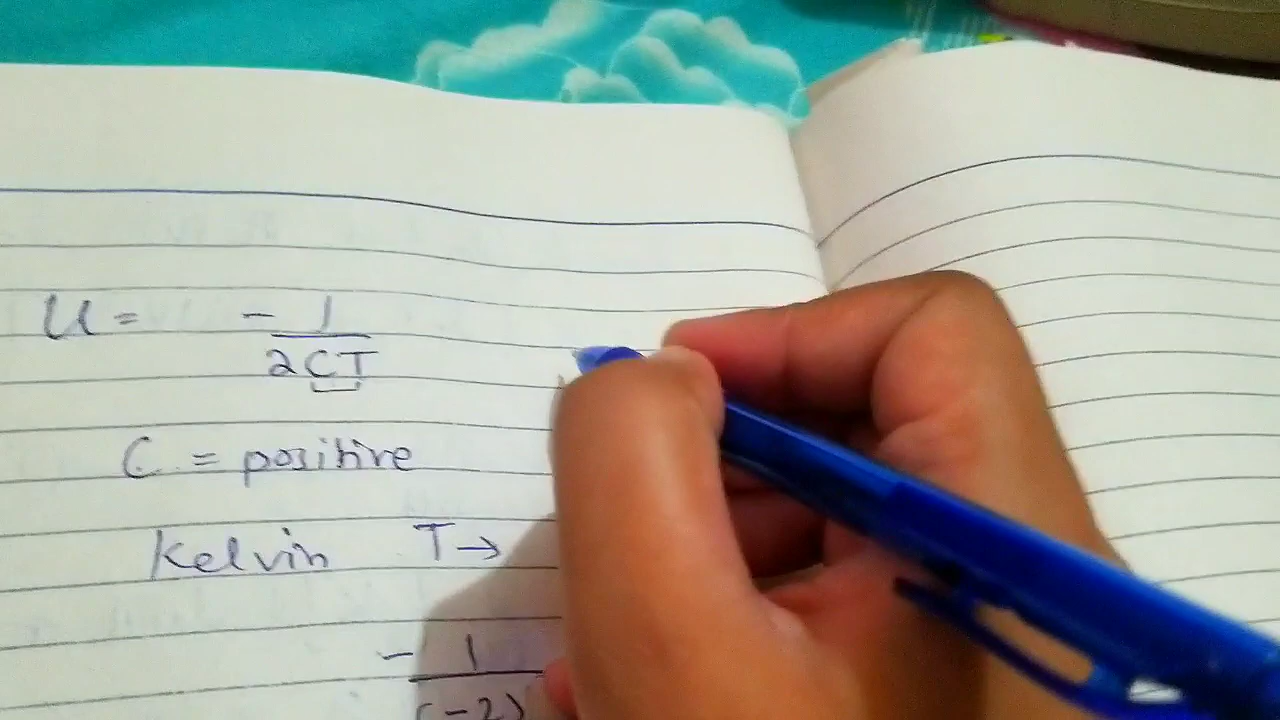 U = - 1
2CT
C = positive
Kelvin T →
- 1
(-2)